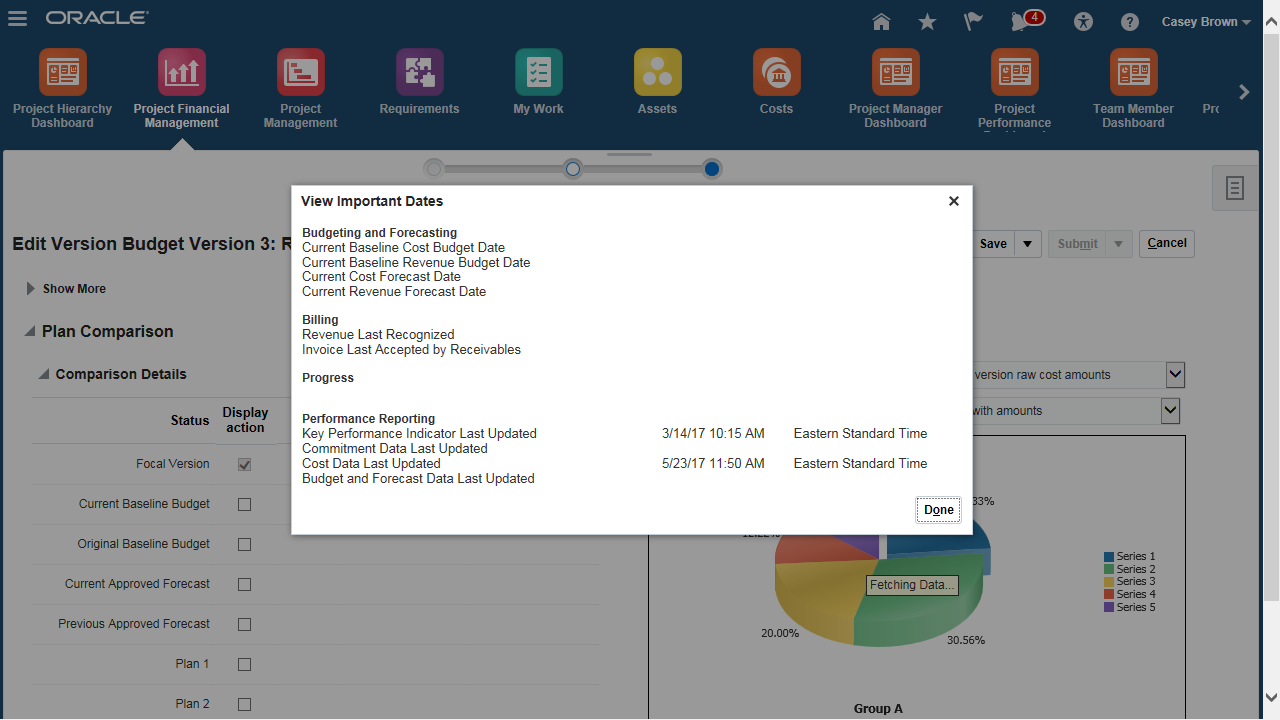 ORACLE
4
Casey Brown
Project Hierarchy
Dashboard
Project Financial
Management
Project
Management
Requirements
My Work
Assets
Costs
Project Manager
Dashboard
Project
Performance
Team Member
Dashboard
View Important Dates
Budgeting and Forecasting
Current Baseline Cost Budget Date
Current Baseline Revenue Budget Date
Current Cost Forecast Date
Current Revenue Forecast Date
Billing
Revenue Last Recognized
Invoice Last Accepted by Receivables
Progress
Performance Reporting
Key Performance Indicator Last Updated 3/14/17 10:15 AM Eastern Standard Time
Commitment Data Last Updated
Cost Data Last Updated 5/23/17 11:50 AM Eastern Standard Time
Budget and Forecast Data Last Updated
Done
Edit Version Budget Version 3:
Save Submit Cancel
Show More
Plan Comparison
Comparison Details
version raw cost amounts
with amounts
Status
Display
action
Focal Version
Current Baseline Budget
Original Baseline Budget
Current Approved Forecast
Previous Approved Forecast
Plan 1
Plan 2
33%
12.22%
Fetching Data...
20.00%
30.56%
Series 1
Series 2
Series 3
Series 4
Series 5
Group A